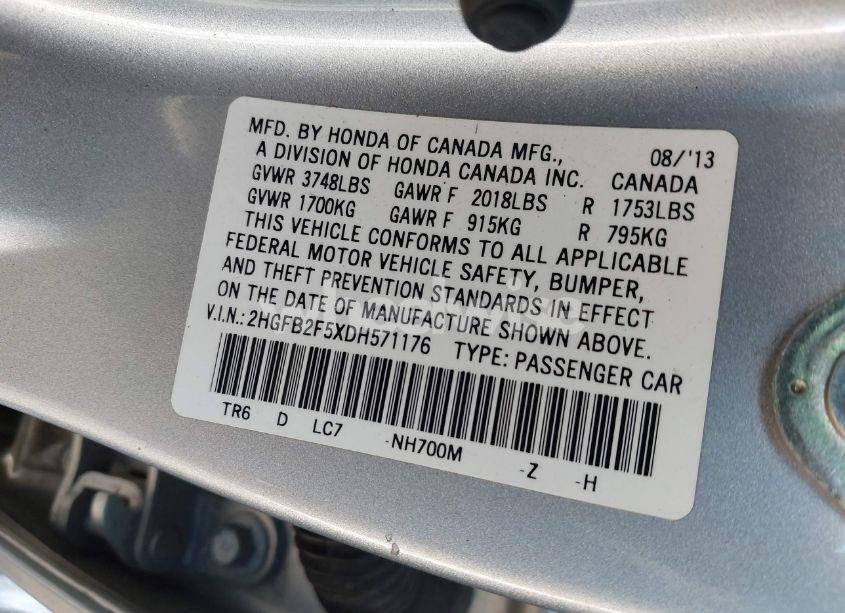 MFD. BY HONDA OF CANADA MFG., 08/'13
A DIVISION OF HONDA CANADA INC. CANADA
GVWR 3748LBS GAWR F 2018LBS R 1753LBS
GVWR 1700KG GAWR F 915KG R 795KG
THIS VEHICLE CONFORMS TO ALL APPLICABLE
FEDERAL MOTOR VEHICLE SAFETY, BUMPER,
AND THEFT PREVENTION STANDARDS IN EFFECT
ON THE DATE OF MANUFACTURE SHOWN ABOVE.
V.I.N.: 2HGFB2F5XDH571176 TYPE: PASSENGER CAR
TR6 D LC7 -NH700M -Z -H